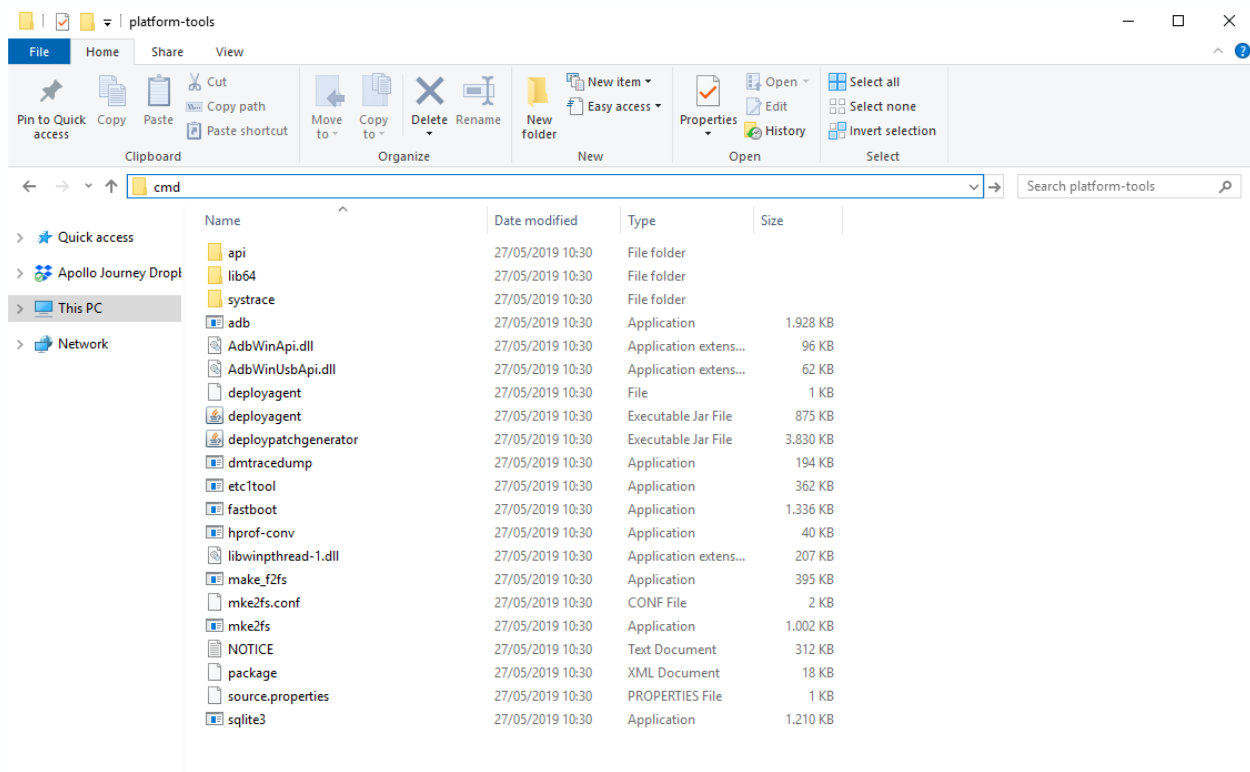 platform-tools
File Home Share View
Pin to Quick access
Copy
Paste
Cut
Copy path
Paste shortcut
Clipboard
Move to
Copy to
Delete
Rename
Organize
New folder
New item
Easy access
New
Properties
Open
Edit
History
Open
Select all
Select none
Invert selection
Select
cmd
Search platform-tools
Quick access
Apollo Journey Dropl
This PC
Network
Name Date modified Type Size
api 27/05/2019 10:30 File folder
lib64 27/05/2019 10:30 File folder
systrace 27/05/2019 10:30 File folder
adb 27/05/2019 10:30 Application 1.928 KB
AdbWinApi.dll 27/05/2019 10:30 Application extens... 96 KB
AdbWinUsbApi.dll 27/05/2019 10:30 Application extens... 62 KB
deployagent 27/05/2019 10:30 File 1 KB
deployagent 27/05/2019 10:30 Executable Jar File 875 KB
deploypatchgenerator 27/05/2019 10:30 Executable Jar File 3.830 KB
dmtracedump 27/05/2019 10:30 Application 194 KB
etc1tool 27/05/2019 10:30 Application 362 KB
fastboot 27/05/2019 10:30 Application 1.336 KB
hprof-conv 27/05/2019 10:30 Application 40 KB
libwinpthread-1.dll 27/05/2019 10:30 Application extens... 207 KB
make_f2fs 27/05/2019 10:30 Application 395 KB
mke2fs.conf 27/05/2019 10:30 CONF File 2 KB
mke2fs 27/05/2019 10:30 Application 1.002 KB
NOTICE 27/05/2019 10:30 Text Document 312 KB
package 27/05/2019 10:30 XML Document 18 KB
source.properties 27/05/2019 10:30 PROPERTIES File 1 KB
sqlite3 27/05/2019 10:30 Application 1.210 KB